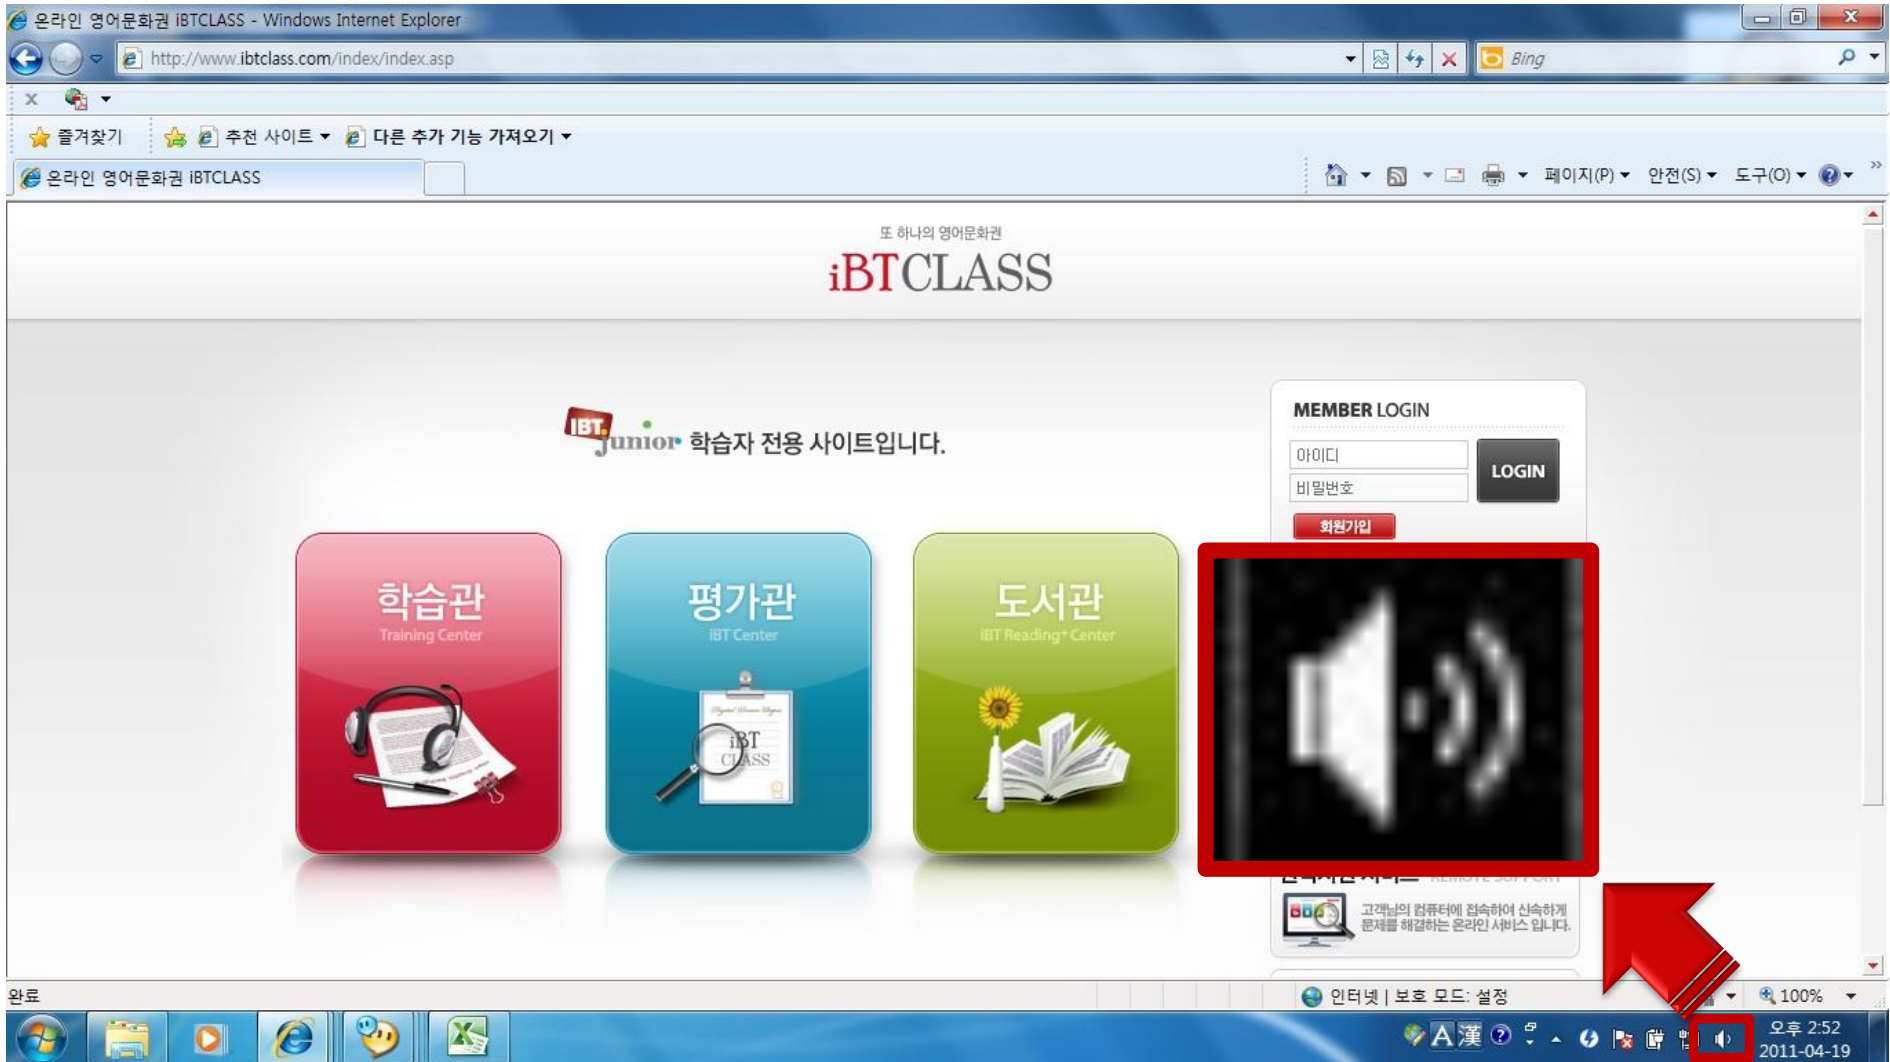 온라인 영어문화권 iBTCLASS - Windows Internet Explorer
http://www.ibtclass.com/index/index.asp
Bing
즐겨찾기
추천 사이트
다른 추가 기능 가져오기
온라인 영어문화권 iBTCLASS
페이지(P)
안전(S)
도구(O)
또 하나의 영어문화권
iBTCLASS
IBT junior 학습자 전용 사이트입니다.
MEMBER LOGIN
아이디
비밀번호
LOGIN
회원가입
학습관
Training Center
평가관
iBT Center
도서관
iBT Reading+ Center
iBT
CLASS
고객님의 컴퓨터에 접속하여 신속하게
문제를 해결하는 온라인 서비스 입니다.
완료
인터넷 | 보호 모드: 설정
100%
A 漢
오후 2:52
2011-04-19